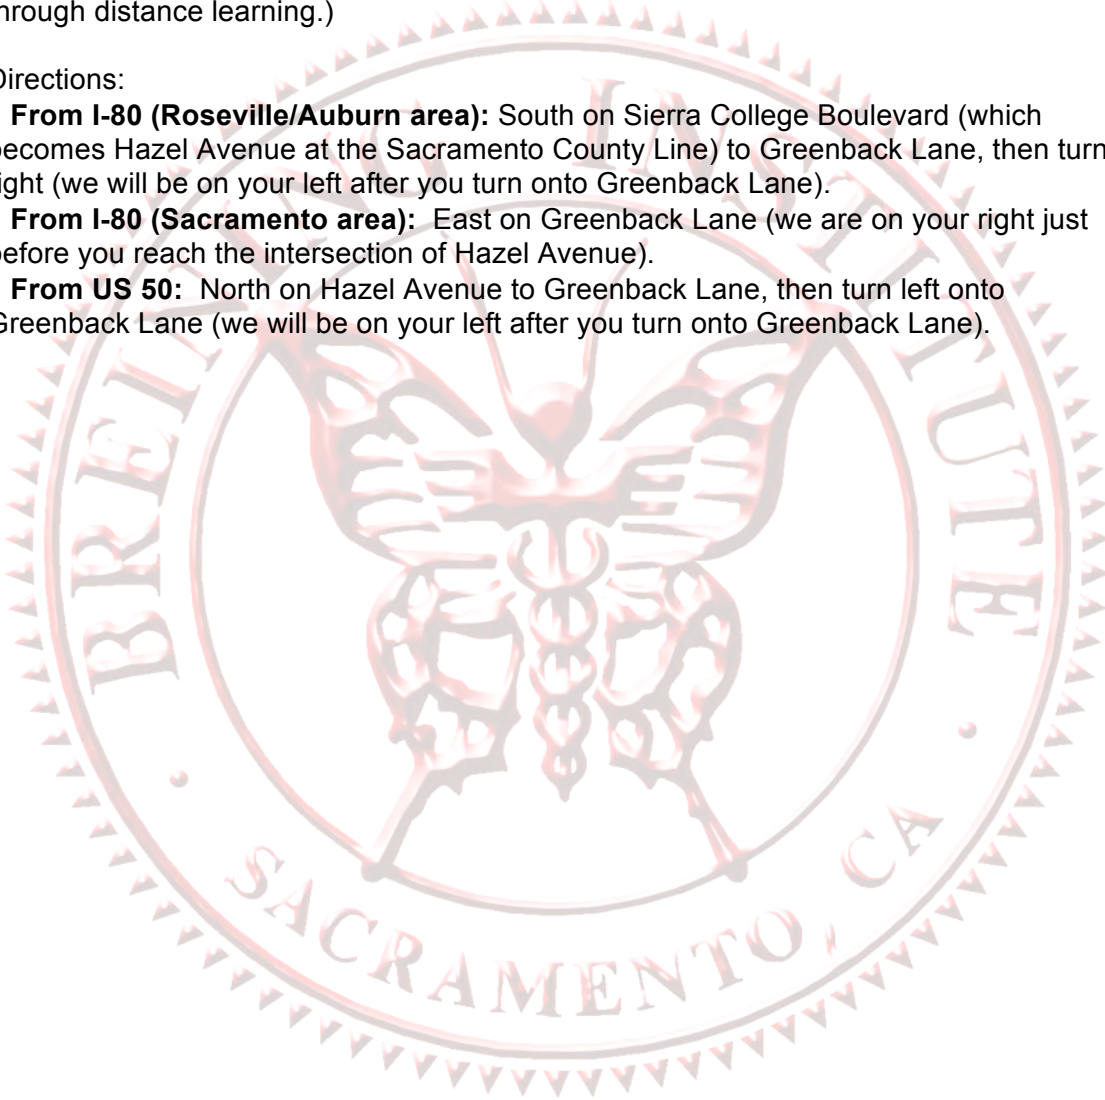 through distance learning.)
Directions:
From I-80 (Roseville/Auburn area): South on Sierra College Boulevard (which
becomes Hazel Avenue at the Sacramento County Line) to Greenback Lane, then turn
right (we will be on your left after you turn onto Greenback Lane).
From I-80 (Sacramento area): East on Greenback Lane (we are on your right just
before you reach the intersection of Hazel Avenue).
From US 50: North on Hazel Avenue to Greenback Lane, then turn left onto
Greenback Lane (we will be on your left after you turn onto Greenback Lane).
BREINING INSTITUTE
SACRAMENTO, CA